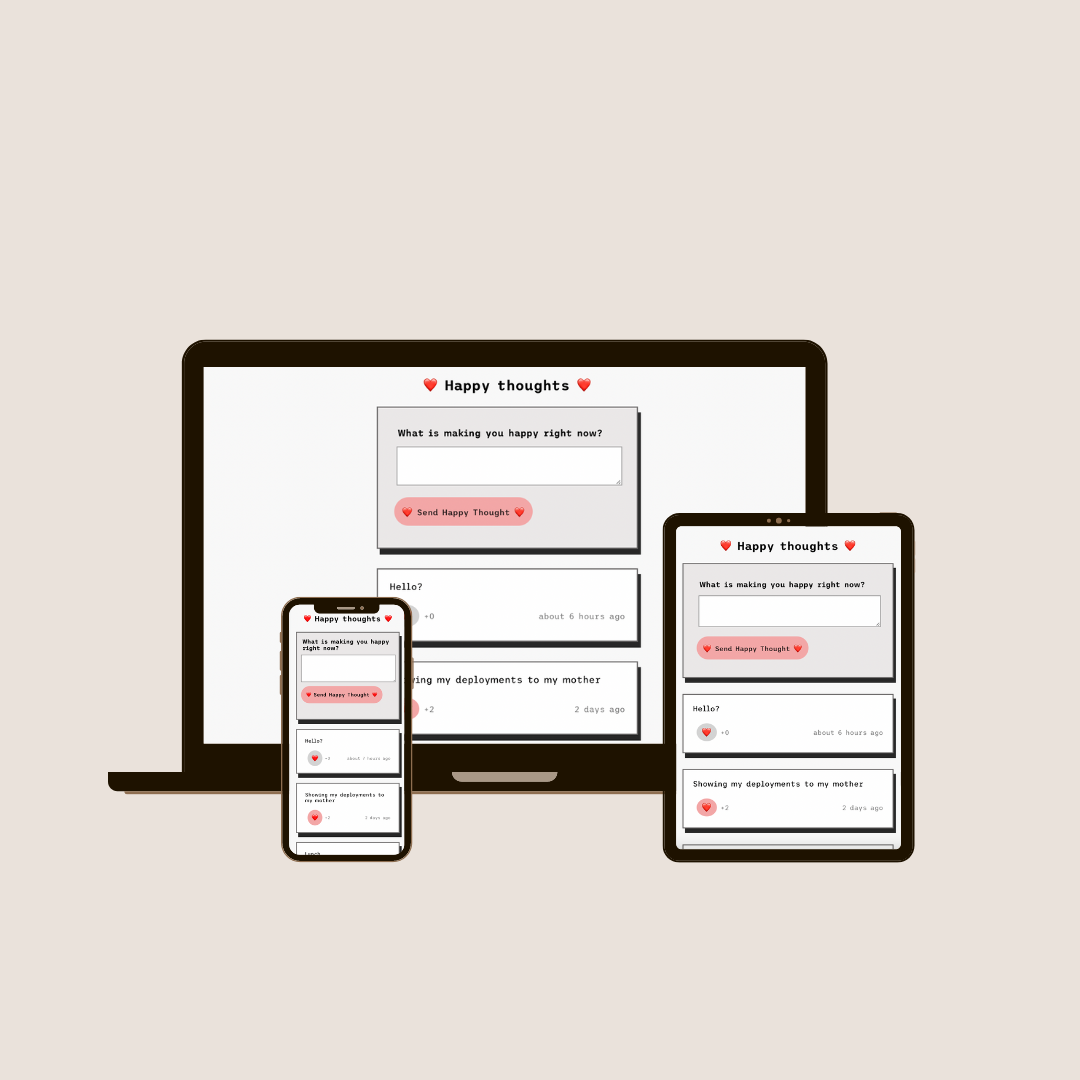 ❤️ Happy thoughts ❤️
What is making you happy right now?
❤️ Send Happy Thought ❤️
Hello?
+0 about 6 hours ago
ing my deployments to my mother
+2 2 days ago
❤️ Happy thoughts ❤️
What is making you happy
right now?
❤️ Send Happy Thought ❤️
Hello?
+0 about 7 hours ago
Showing my deployments to
my mother
+2 2 days ago
Lunch
❤️ Happy thoughts ❤️
What is making you happy right now?
❤️ Send Happy Thought ❤️
Hello?
+0 about 6 hours ago
Showing my deployments to my mother
+2 2 days ago